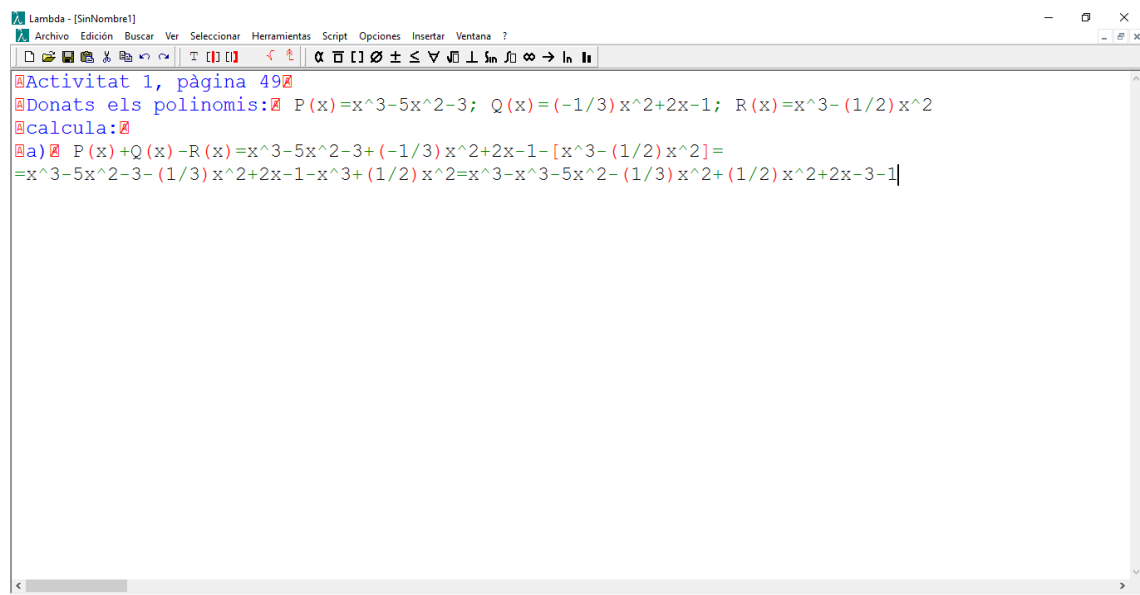 Lambda - [SinNombre1]
Archivo Edición Buscar Ver Seleccionar Herramientas Script Opciones Insertar Ventana ?
Activitat 1, pàgina 49
Donats els polinomis: P(x)=x^3-5x^2-3; Q(x)=(-1/3)x^2+2x-1; R(x)=x^3-(1/2)x^2
calcula:
a) P(x)+Q(x)-R(x)=x^3-5x^2-3+(-1/3)x^2+2x-1-[x^3-(1/2)x^2]=
=x^3-5x^2-3-(1/3)x^2+2x-1-x^3+(1/2)x^2=x^3-x^3-5x^2-(1/3)x^2+(1/2)x^2+2x-3-1